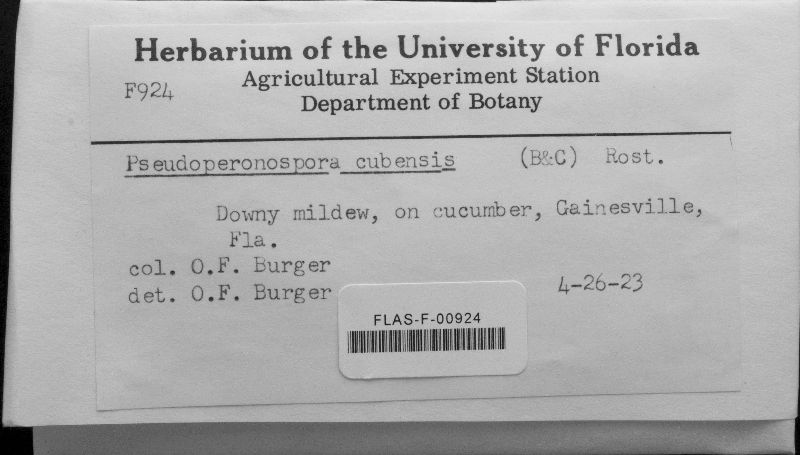 Herbarium of the University of Florida
Agricultural Experiment Station
F924
Department of Botany
Pseudoperonospora cubensis (B&C) Rost.
Downy mildew, on cucumber, Gainesville,
Fla.
col. O.F. Burger
det. O.F. Burger 4-26-23
FLAS-F-00924